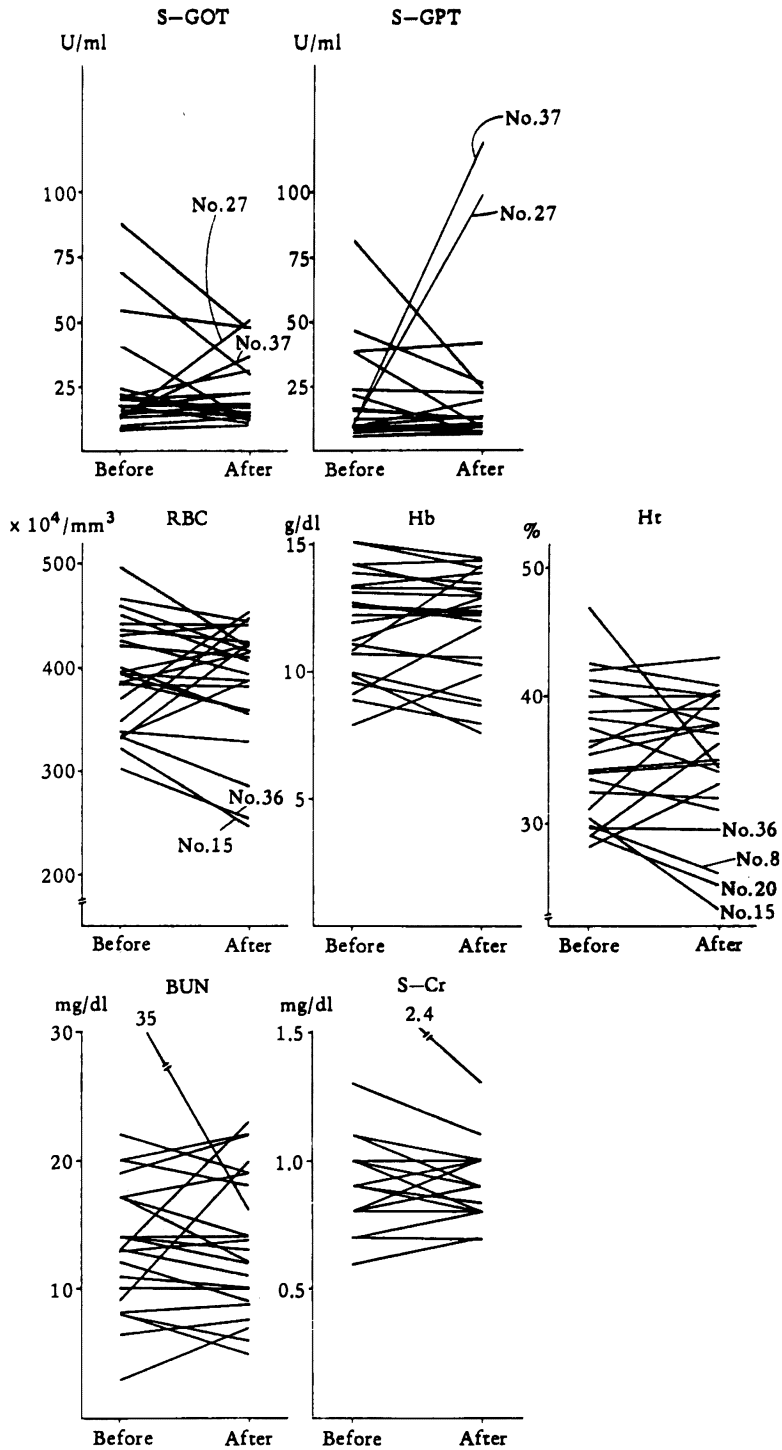 S-GOT S-GPT
U/ml U/ml
No.37
100 No.27 100 No.27
75 75
50 50
No.37
25 25
Before After Before After
× 10⁴/mm³ RBC g/dl Hb % Ht
500 15 50
400 10 40
300 5 30
No.36 No.36
No.15 No.8
200 No.20
No.15
Before After Before After Before After
BUN S-Cr
mg/dl 35 mg/dl 2.4
30 1.5
20 1.0
10 0.5
Before After Before After